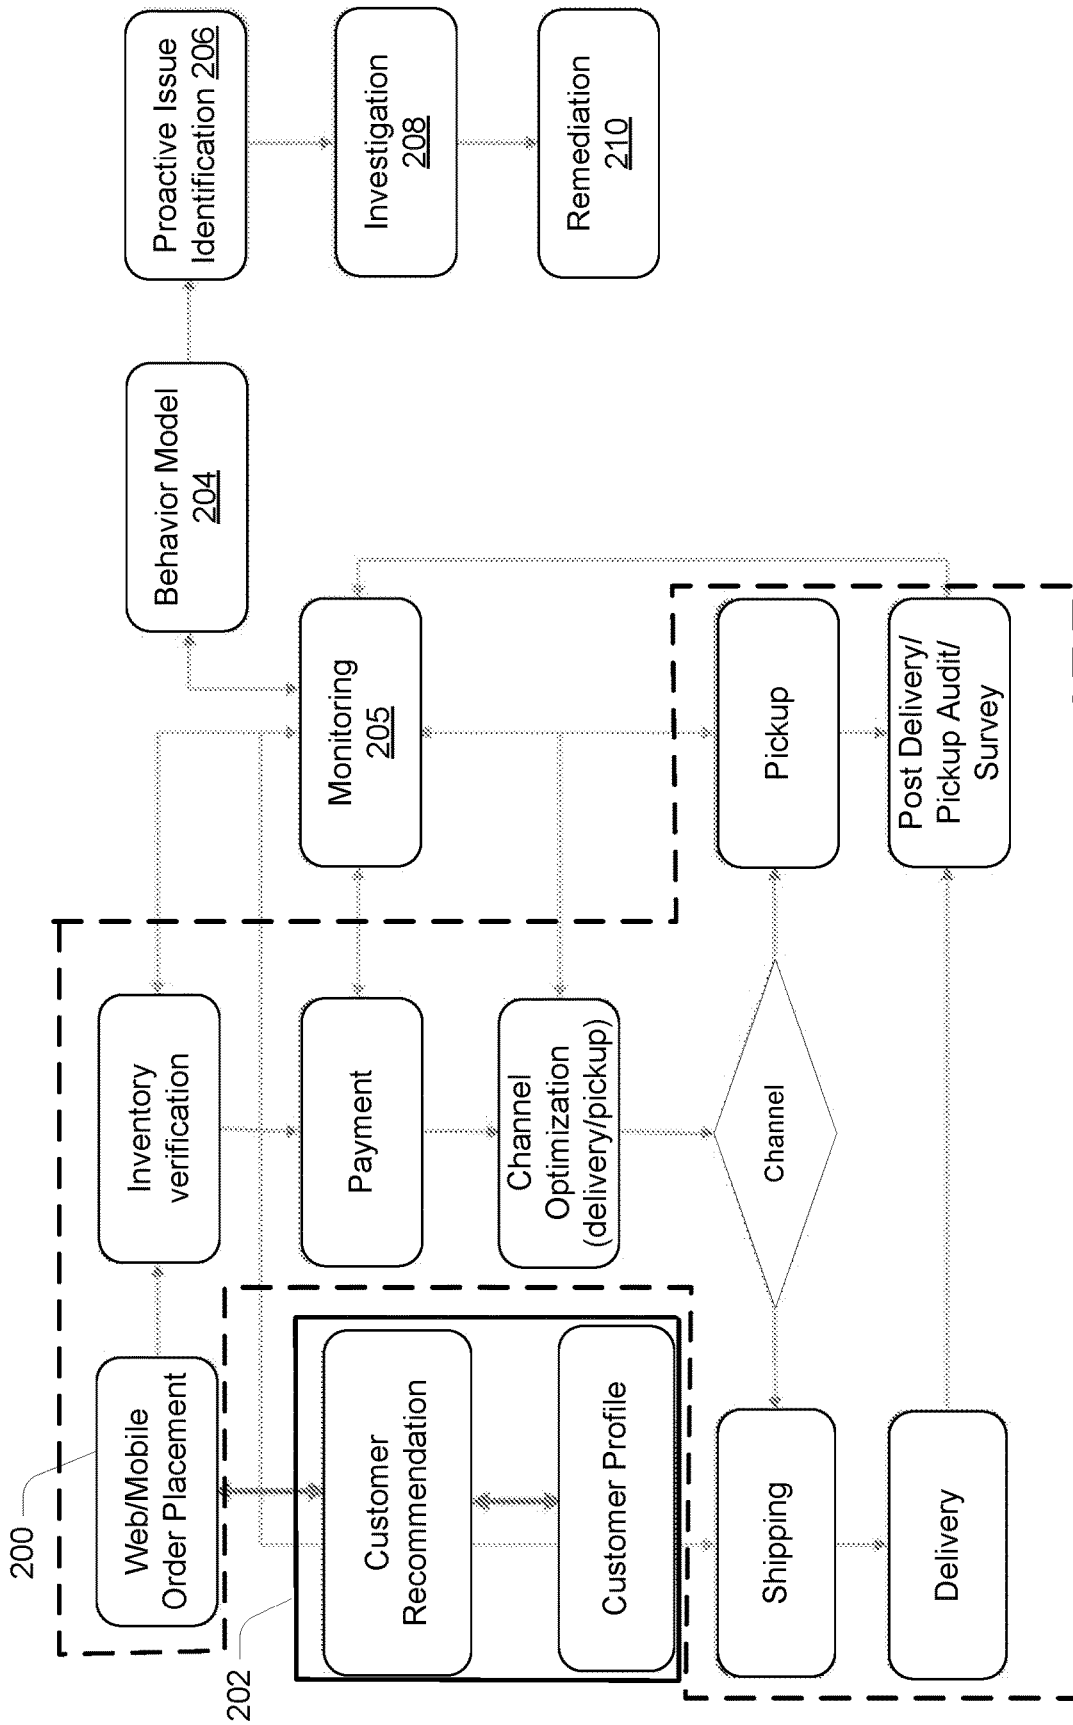 200
Web/Mobile
Order Placement
Inventory
verification
Behavior Model
204
Proactive Issue
Identification 206
202
Customer
Recommendation
Payment
Monitoring
205
Investigation
208
Customer Profile
Channel
Optimization
(delivery/pickup)
Remediation
210
Shipping
Channel
Pickup
Delivery
Post Delivery/
Pickup Audit/
Survey